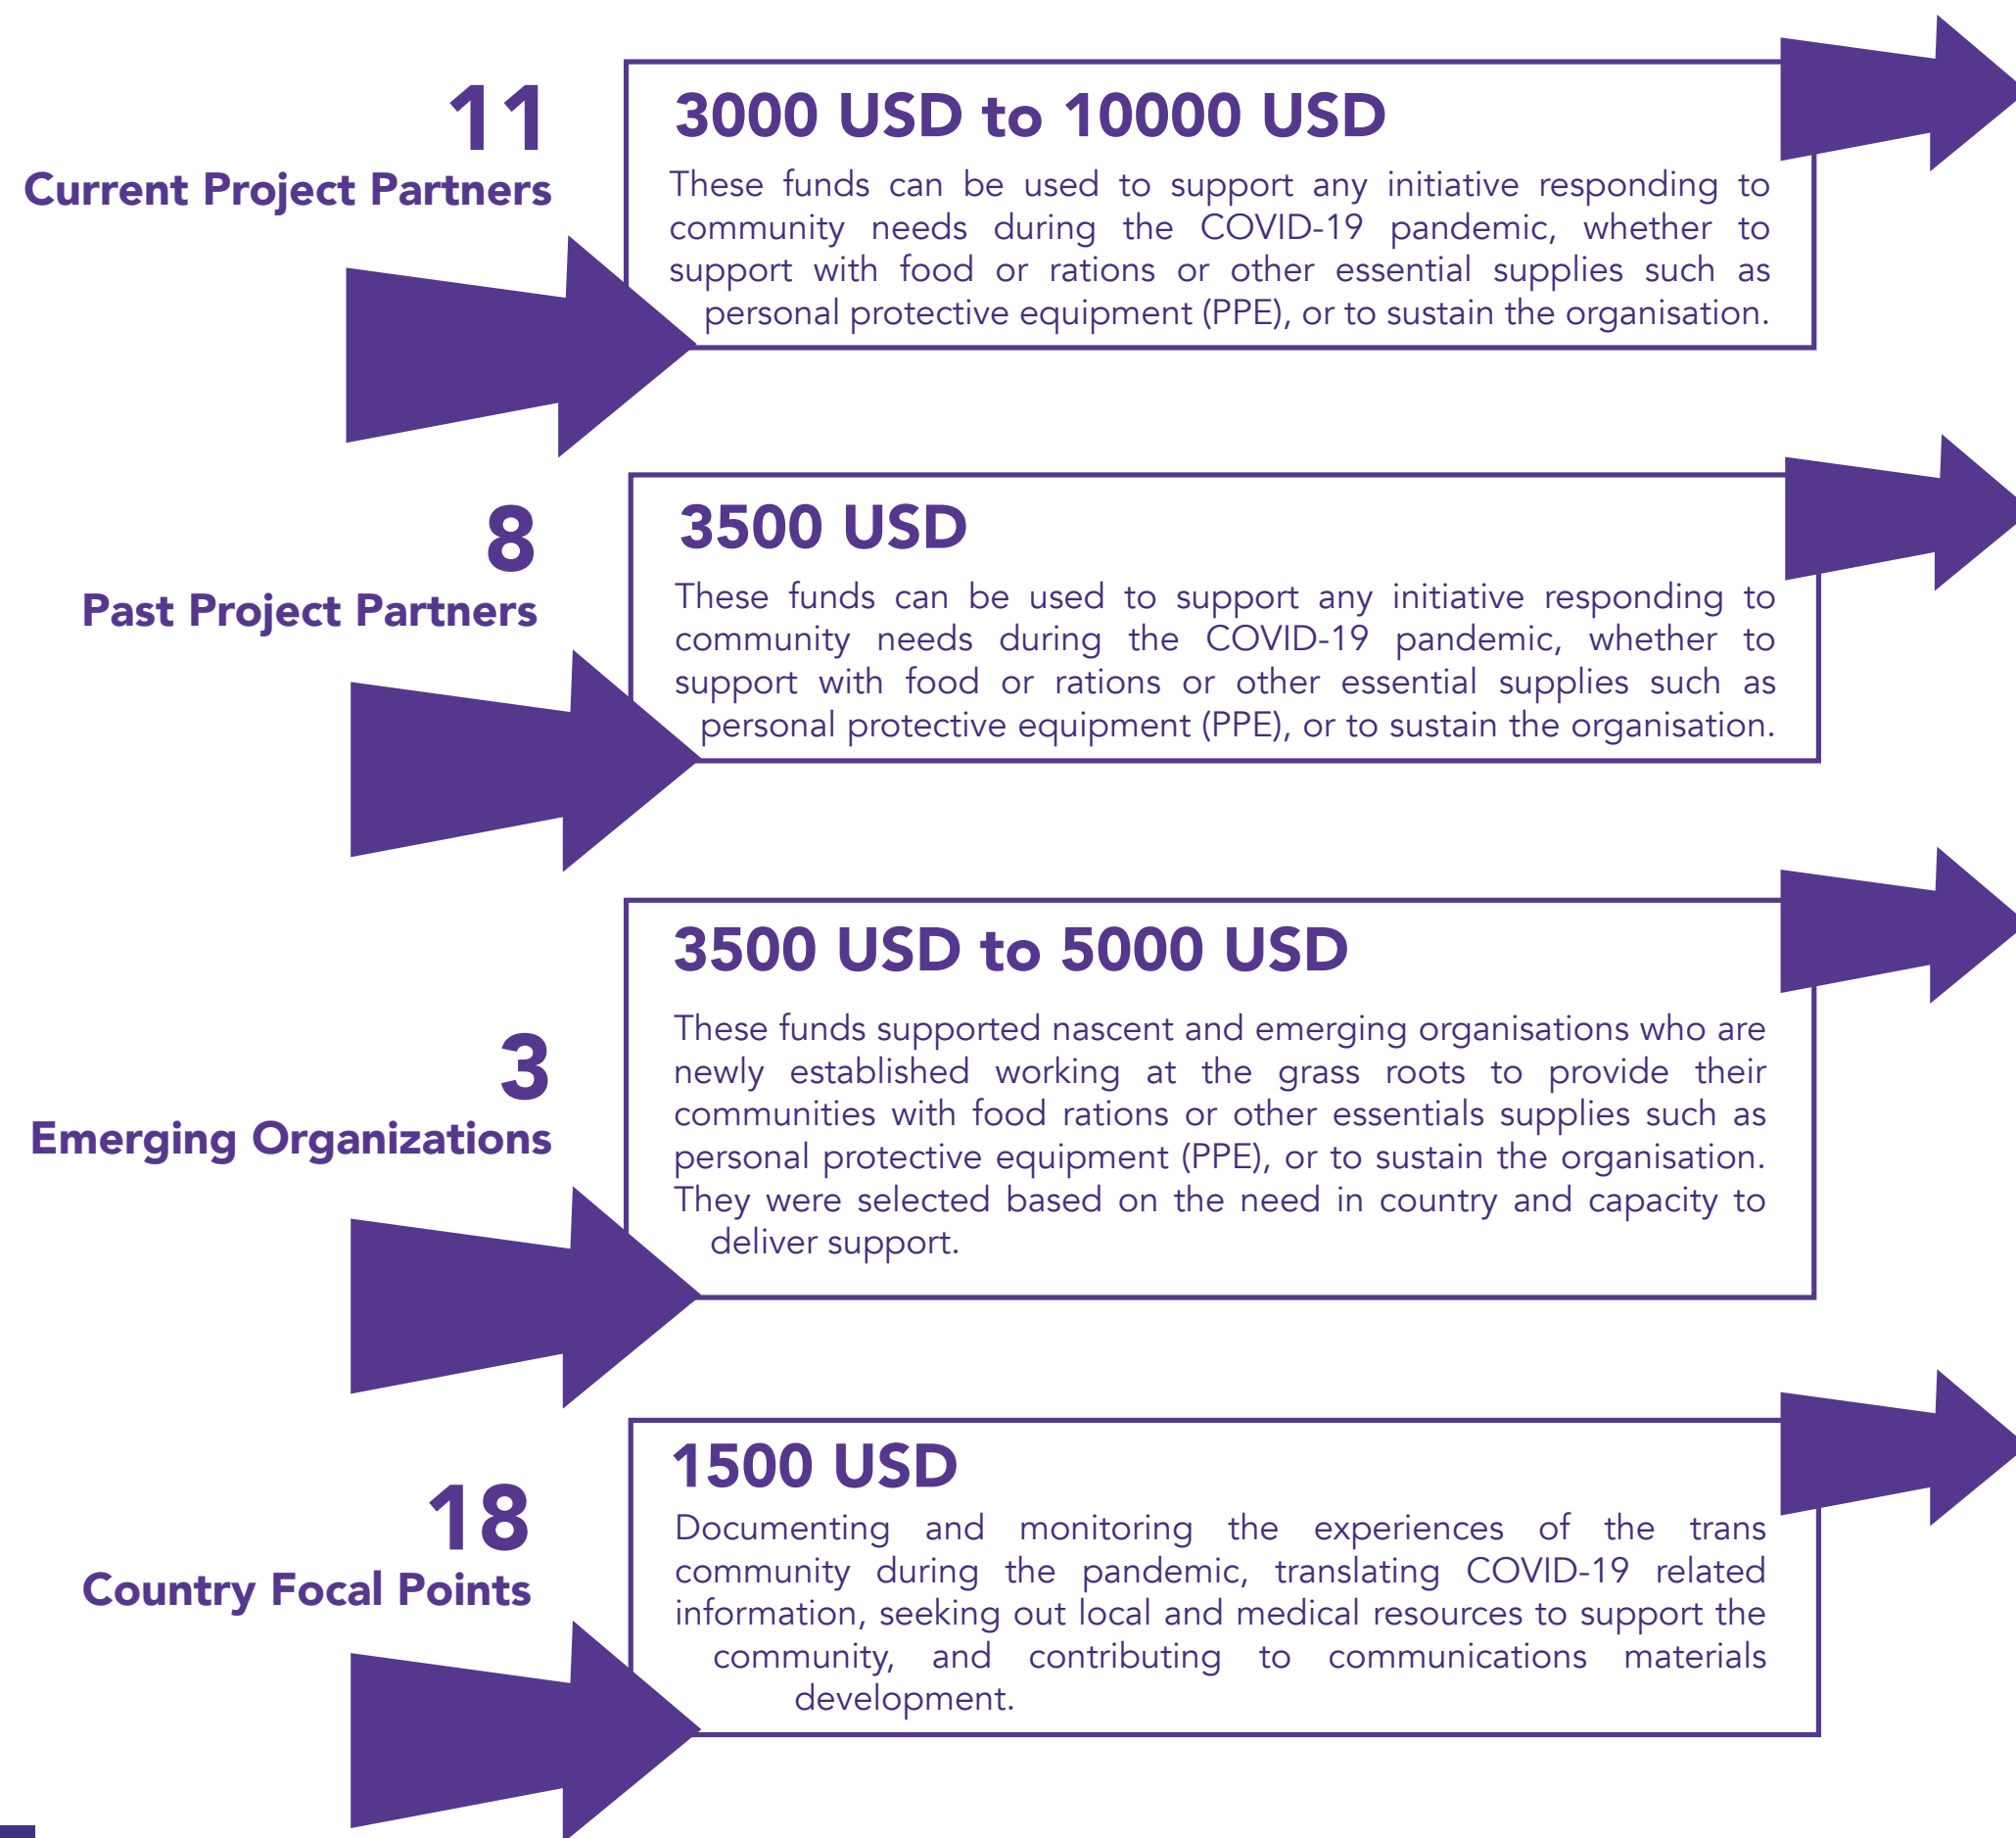 11
Current Project Partners
3000 USD to 10000 USD
These funds can be used to support any initiative responding to
community needs during the COVID-19 pandemic, whether to
support with food or rations or other essential supplies such as
personal protective equipment (PPE), or to sustain the organisation.
8
Past Project Partners
3500 USD
These funds can be used to support any initiative responding to
community needs during the COVID-19 pandemic, whether to
support with food or rations or other essential supplies such as
personal protective equipment (PPE), or to sustain the organisation.
3
Emerging Organizations
3500 USD to 5000 USD
These funds supported nascent and emerging organisations who are
newly established working at the grass roots to provide their
communities with food rations or other essentials supplies such as
personal protective equipment (PPE), or to sustain the organisation.
They were selected based on the need in country and capacity to
deliver support.
18
Country Focal Points
1500 USD
Documenting and monitoring the experiences of the trans
community during the pandemic, translating COVID-19 related
information, seeking out local and medical resources to support the
community, and contributing to communications materials
development.